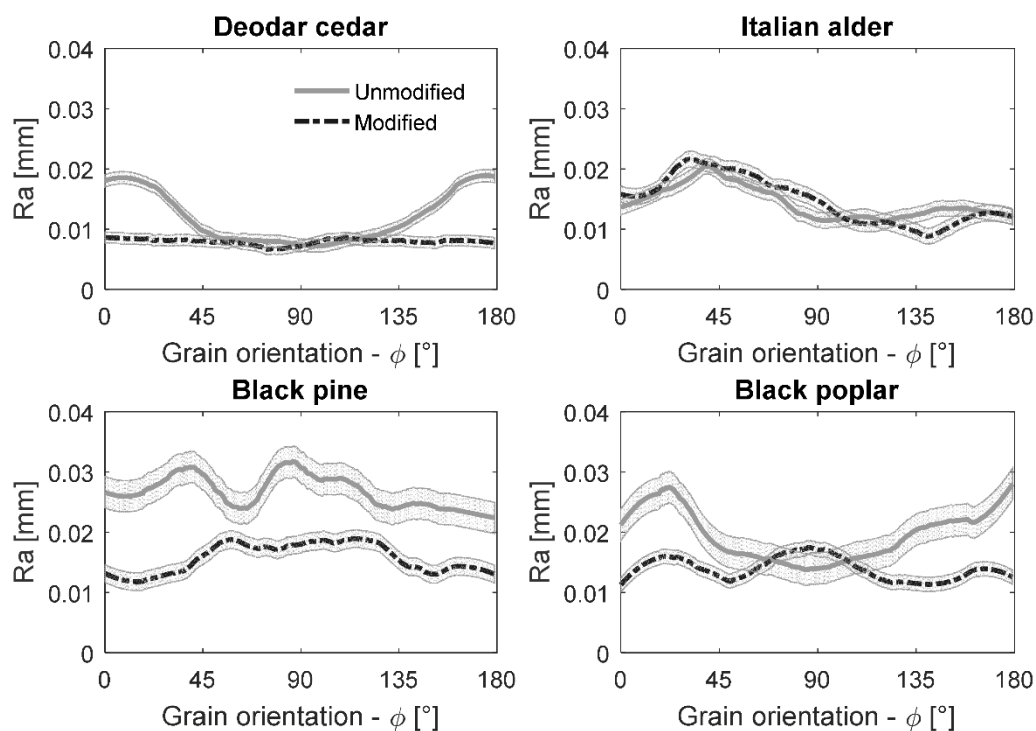 Deodar cedar
0.04
0.03
0.02
0.01
0
Ra [mm]
Unmodified
Modified
0 45 90 135 180
Grain orientation - ϕ [°]
Italian alder
0.04
0.03
0.02
0.01
0
Ra [mm]
0 45 90 135 180
Grain orientation - ϕ [°]
Black pine
0.04
0.03
0.02
0.01
0
Ra [mm]
0 45 90 135 180
Grain orientation - ϕ [°]
Black poplar
0.04
0.03
0.02
0.01
0
Ra [mm]
0 45 90 135 180
Grain orientation - ϕ [°]